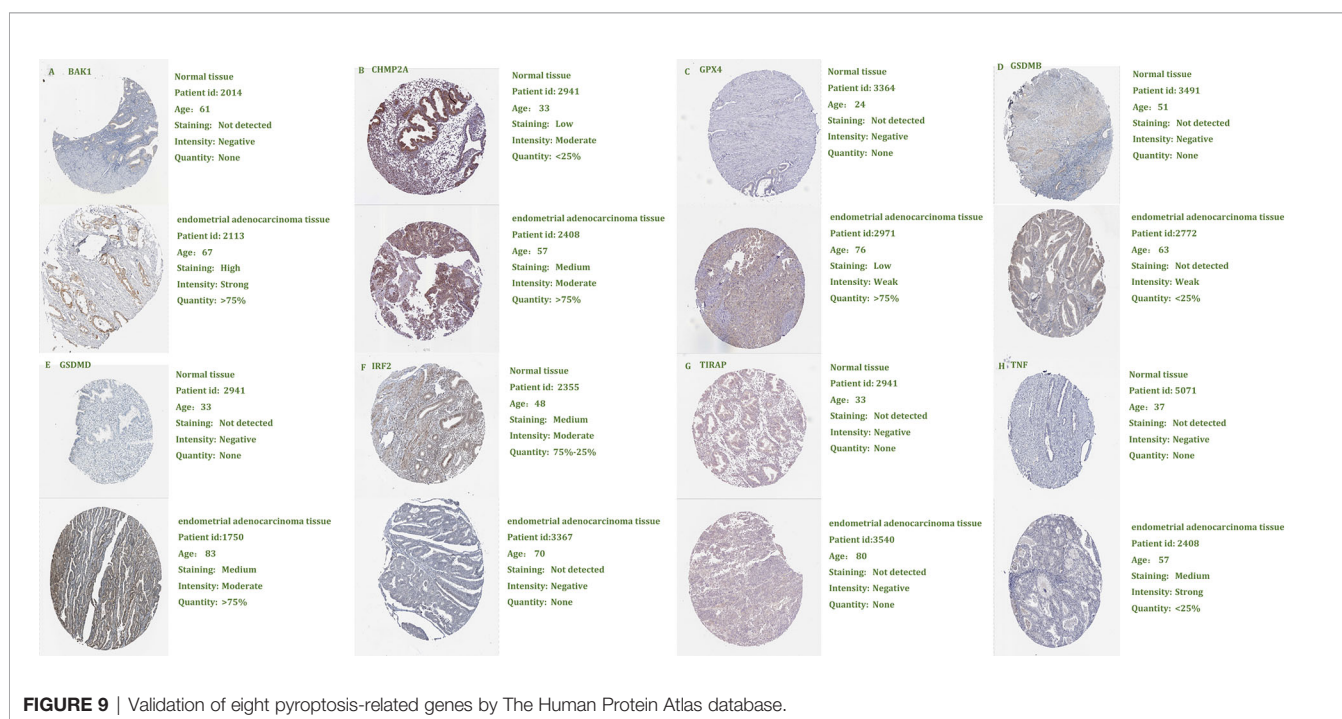 A BAK1
Normal tissue
Patient id: 2014
Age: 61
Staining: Not detected
Intensity: Negative
Quantity: None
endometrial adenocarcinoma tissue
Patient id: 2113
Age: 67
Staining: High
Intensity: Strong
Quantity: >75%
B CHMP2A
Normal tissue
Patient id: 2941
Age: 33
Staining: Low
Intensity: Moderate
Quantity: <25%
endometrial adenocarcinoma tissue
Patient id: 2408
Age: 57
Staining: Medium
Intensity: Moderate
Quantity: >75%
C GPX4
Normal tissue
Patient id: 3364
Age: 24
Staining: Not detected
Intensity: Negative
Quantity: None
endometrial adenocarcinoma tissue
Patient id:2971
Age: 76
Staining: Low
Intensity: Weak
Quantity: >75%
D GSDMB
Normal tissue
Patient id: 3491
Age: 51
Staining: Not detected
Intensity: Negative
Quantity: None
endometrial adenocarcinoma tissue
Patient id:2772
Age: 63
Staining: Not detected
Intensity: Weak
Quantity: <25%
E GSDMD
Normal tissue
Patient id: 2941
Age: 33
Staining: Not detected
Intensity: Negative
Quantity: None
endometrial adenocarcinoma tissue
Patient id:1750
Age: 83
Staining: Medium
Intensity: Moderate
Quantity: >75%
F IRF2
Normal tissue
Patient id: 2355
Age: 48
Staining: Medium
Intensity: Moderate
Quantity: 75%-25%
endometrial adenocarcinoma tissue
Patient id:3367
Age: 70
Staining: Not detected
Intensity: Negative
Quantity: None
G TIRAP
Normal tissue
Patient id: 2941
Age: 33
Staining: Not detected
Intensity: Negative
Quantity: None
endometrial adenocarcinoma tissue
Patient id:3540
Age: 80
Staining: Not detected
Intensity: Negative
Quantity: None
H TNF
Normal tissue
Patient id: 5071
Age: 37
Staining: Not detected
Intensity: Negative
Quantity: None
endometrial adenocarcinoma tissue
Patient id: 2408
Age: 57
Staining: Medium
Intensity: Strong
Quantity: <25%
FIGURE 9 | Validation of eight pyroptosis-related genes by The Human Protein Atlas database.